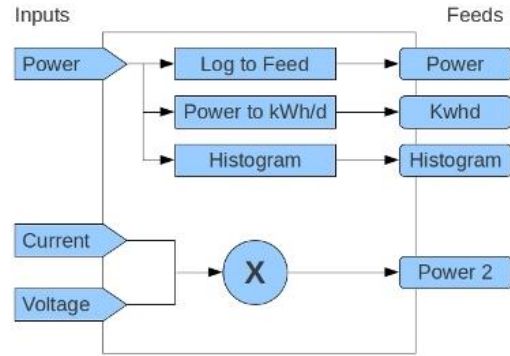 Inputs
Feeds
Power
Log to Feed
Power
Power to kWh/d
Kwhd
Histogram
Histogram
Current
X
Power 2
Voltage